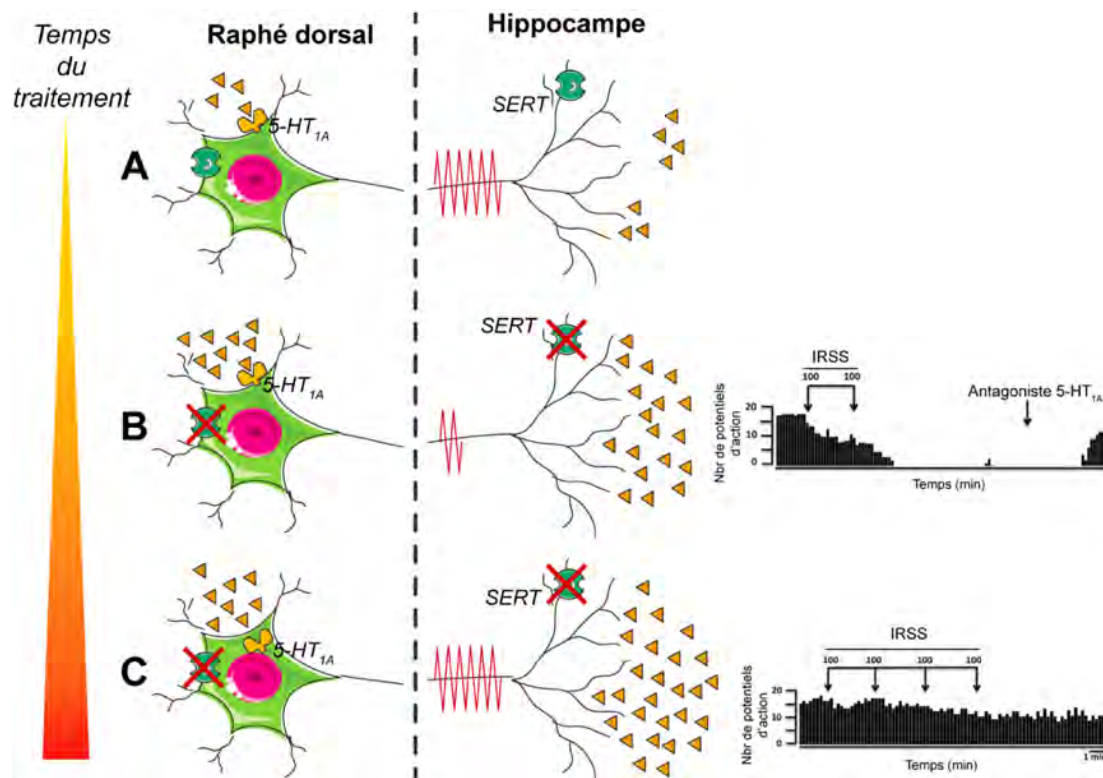 Temps
du
traitement
Raphé dorsal
Hippocampe
A
5-HT1A
SERT
B
5-HT1A
SERT
IRSS
100 100
Antagoniste 5-HT1A
Nbr de potentiels
d'action
20
10
0
Temps (min)
C
5-HT1A
SERT
IRSS
100 100 100 100
Nbr de potentiels
d'action
20
10
0
Temps (min)
1 min